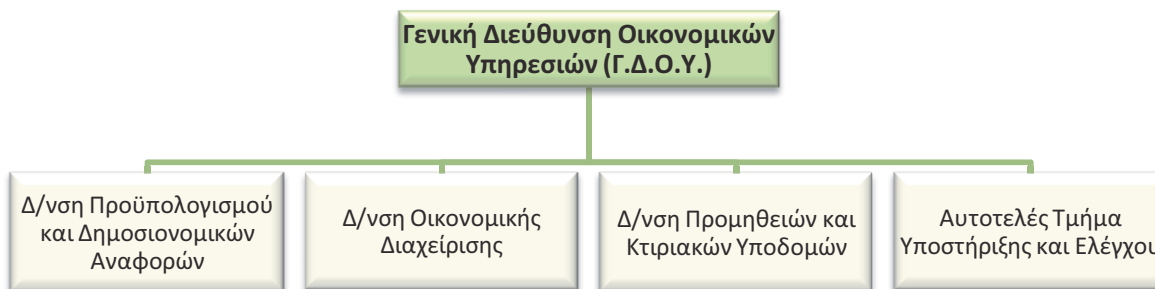 Γενική Διεύθυνση Οικονομικών
Υπηρεσιών (Γ.Δ.Ο.Υ.)
Δ/νση Προϋπολογισμού
και Δημοσιονομικών
Αναφορών
Δ/νση Οικονομικής
Διαχείρισης
Δ/νση Προμηθειών και
Κτιριακών Υποδομών
Αυτοτελές Τμήμα
Υποστήριξης και Ελέγχου